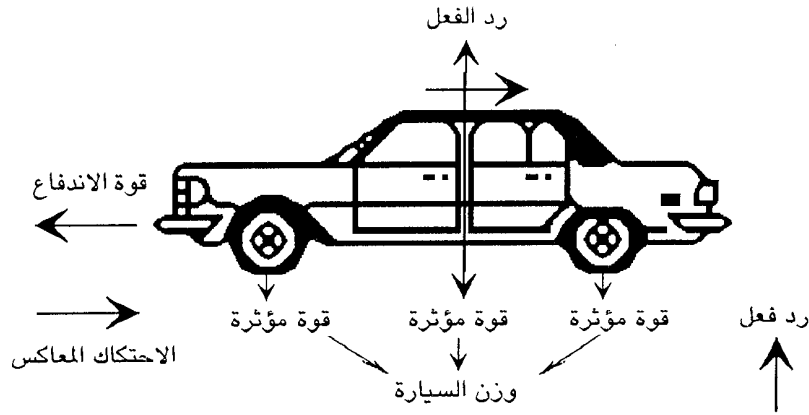 رد الفعل
قوة الاندفاع
قوة مؤثرة
قوة مؤثرة
قوة مؤثرة
رد فعل
الاحتكاك المعاكس
وزن السيارة